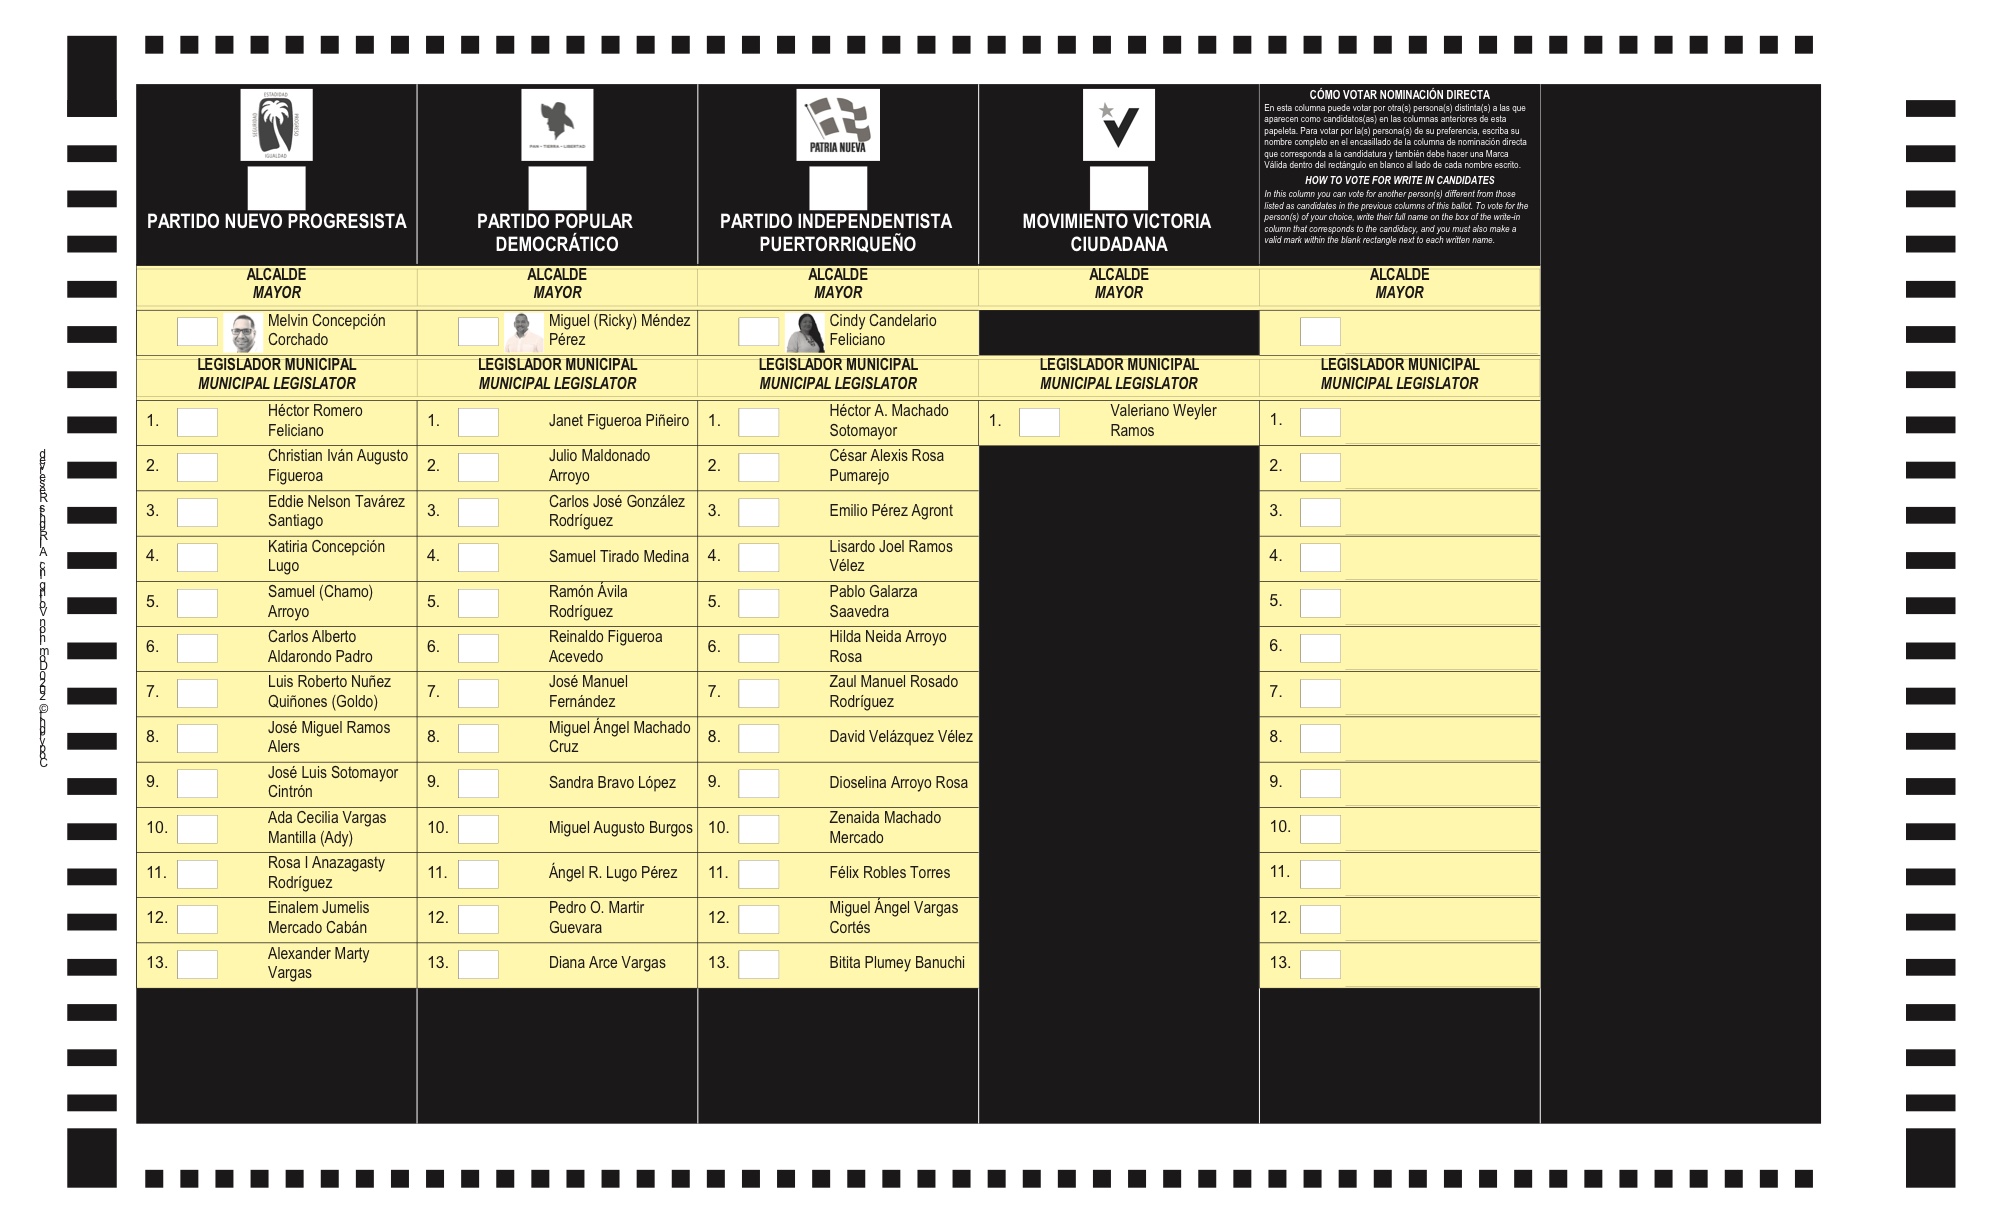 ESTADIDAD
SEGURIDAD
PROGRESO
IGUALDAD
PARTIDO NUEVO PROGRESISTA
PAN - TIERRA - LIBERTAD
PARTIDO POPULAR
DEMOCRÁTICO
PATRIA NUEVA
PARTIDO INDEPENDENTISTA
PUERTORRIQUEÑO
MOVIMIENTO VICTORIA
CIUDADANA
CÓMO VOTAR NOMINACIÓN DIRECTA
En esta columna puede votar por otra(s) persona(s) distinta(s) a las que
aparecen como candidatos(as) en las columnas anteriores de esta
papeleta. Para votar por la(s) persona(s) de su preferencia, escriba su
nombre completo en el encasillado de la columna de nominación directa
que corresponda a la candidatura y también debe hacer una Marca
Válida dentro del rectángulo en blanco al lado de cada nombre escrito.
HOW TO VOTE FOR WRITE IN CANDIDATES
In this column you can vote for another person(s) different from those
listed as candidates in the previous columns of this ballot. To vote for the
person(s) of your choice, write their full name on the box of the write-in
column that corresponds to the candidacy, and you must also make a
valid mark within the blank rectangle next to each written name.
ALCALDE
MAYOR
Melvin Concepción
Corchado
LEGISLADOR MUNICIPAL
MUNICIPAL LEGISLATOR
1. Héctor Romero
Feliciano
2. Christian Iván Augusto
Figueroa
3. Eddie Nelson Tavárez
Santiago
4. Katiria Concepción
Lugo
5. Samuel (Chamo)
Arroyo
6. Carlos Alberto
Aldarondo Padro
7. Luis Roberto Nuñez
Quiñones (Goldo)
8. José Miguel Ramos
Alers
9. José Luis Sotomayor
Cintrón
10. Ada Cecilia Vargas
Mantilla (Ady)
11. Rosa I Anazagasty
Rodríguez
12. Einalem Jumelis
Mercado Cabán
13. Alexander Marty
Vargas
ALCALDE
MAYOR
Miguel (Ricky) Méndez
Pérez
LEGISLADOR MUNICIPAL
MUNICIPAL LEGISLATOR
1. Janet Figueroa Piñeiro
2. Julio Maldonado
Arroyo
3. Carlos José González
Rodríguez
4. Samuel Tirado Medina
5. Ramón Ávila
Rodríguez
6. Reinaldo Figueroa
Acevedo
7. José Manuel
Fernández
8. Miguel Ángel Machado
Cruz
9. Sandra Bravo López
10. Miguel Augusto Burgos
11. Ángel R. Lugo Pérez
12. Pedro O. Martir
Guevara
13. Diana Arce Vargas
ALCALDE
MAYOR
Cindy Candelario
Feliciano
LEGISLADOR MUNICIPAL
MUNICIPAL LEGISLATOR
1. Héctor A. Machado
Sotomayor
2. César Alexis Rosa
Pumarejo
3. Emilio Pérez Agront
4. Lisardo Joel Ramos
Vélez
5. Pablo Galarza
Saavedra
6. Hilda Neida Arroyo
Rosa
7. Zaul Manuel Rosado
Rodríguez
8. David Velázquez Vélez
9. Dioselina Arroyo Rosa
10. Zenaida Machado
Mercado
11. Félix Robles Torres
12. Miguel Ángel Vargas
Cortés
13. Bitita Plumey Banuchi
ALCALDE
MAYOR
LEGISLADOR MUNICIPAL
MUNICIPAL LEGISLATOR
1. Valeriano Weyler
Ramos
ALCALDE
MAYOR
LEGISLADOR MUNICIPAL
MUNICIPAL LEGISLATOR
1.
2.
3.
4.
5.
6.
7.
8.
9.
10.
11.
12.
13.